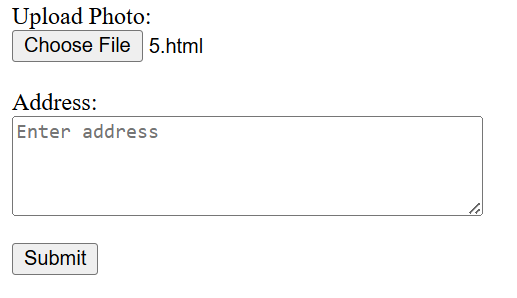 Upload Photo:
Choose File 5.html
Address:
Enter address
Submit